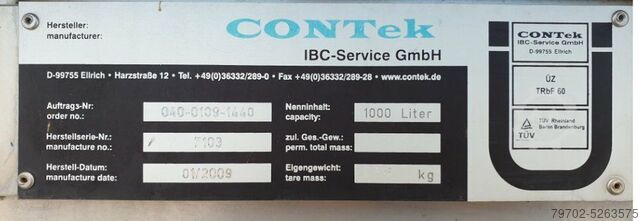 Hersteller:
manufacturer:
CONTek
IBC-Service GmbH
D-99755 Ellrich • Harzstraße 12 • Tel. +49(0)36332/289-0 • Fax +49(0)36332/289-28 • www.contek.de
Auftrags-Nr:
order no.:
040-0109-1440
Nenninhalt:
capacity:
1000 Liter
Herstellserie-Nr.:
manufacture no.:
7103
zul. Ges.-Gew.:
perm. total mass:
Herstell-Datum:
manufacture date:
01/2009
Eigengewicht:
tare mass:
kg
CONTek
IBC-Service GmbH
D-99755 Ellrich
ÜZ
TRbF 60
TÜV
TÜV Rheinland
Berlin Brandenburg
79702-5263575